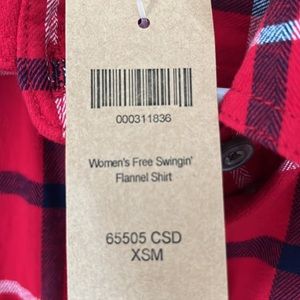 000311836
Women's Free Swingin'
Flannel Shirt
65505 CSD
XSM